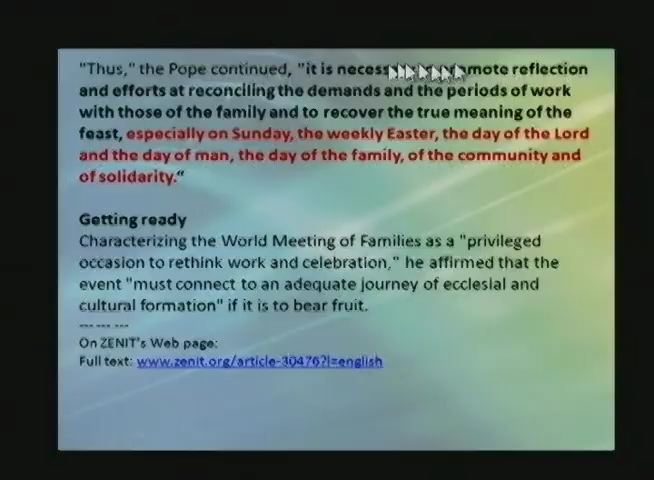 "Thus," the Pope continued, "it is necess mote reflection
and efforts at reconciling the demands and the periods of work
with those of the family and to recover the true meaning of the
feast, especially on Sunday, the weekly Easter, the day of the Lord
and the day of man, the day of the family, of the community and
of solidarity."
Getting ready
Characterizing the World Meeting of Families as a "privileged
occasion to rethink work and celebration," he affirmed that the
event "must connect to an adequate journey of ecclesial and
cultural formation" if it is to bear fruit.
--- --- ---
On ZENIT's Web page:
Full text: www.zenit.org/article-30476?l=english